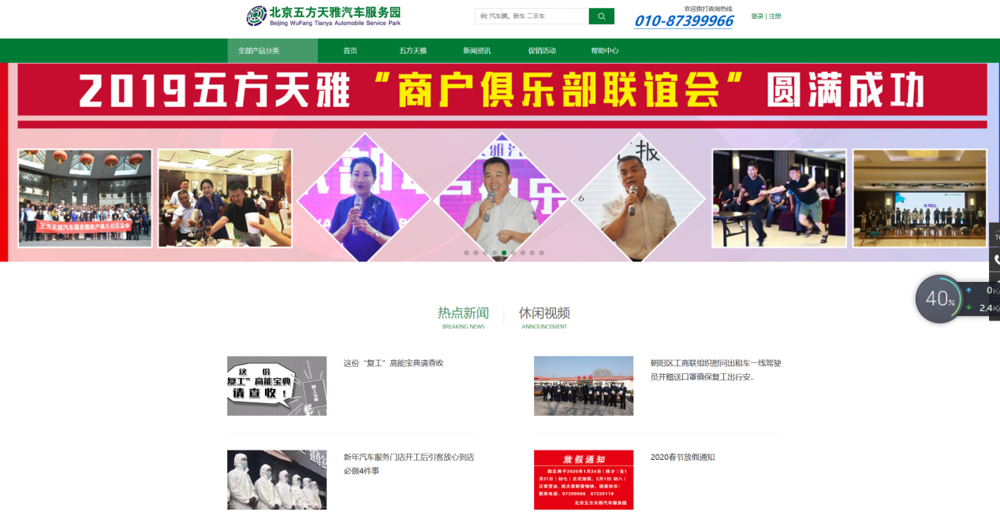 北京五方天雅汽车服务园
Beijing WuFang Tianya Automobile Service Park
例: 汽车膜。新车 二手车
欢迎拨打咨询热线
010-87399966
登录 | 注册
全部产品分类 首页 五方天雅 新闻资讯 促销活动 帮助中心
2019五方天雅“商户俱乐部联谊会”圆满成功
五方天雅汽车服务园商户俱乐部联谊会
报
6
不可以
40%
0K
2.4K
热点新闻
BREAKING NEWS
休闲视频
ANNOUNCEMENT
这份
复工”高能宝典
请查收!
这份“复工”高能宝典请查收
朝阳区工商联组织慰问出租车一线驾驶
员并赠送口罩确保复工出行安..
新年汽车服务门店开工后引客放心到店
必做4件事
放假通知
园区将于2020年1月24日(除夕)至1
月31日(初七)正式放假，2月1日(初八)
正常营业。祝大家新春愉快，阖家欢乐!
联系电话: 87399966 87330119
北京五方天雅汽车服务园
2020春节放假通知